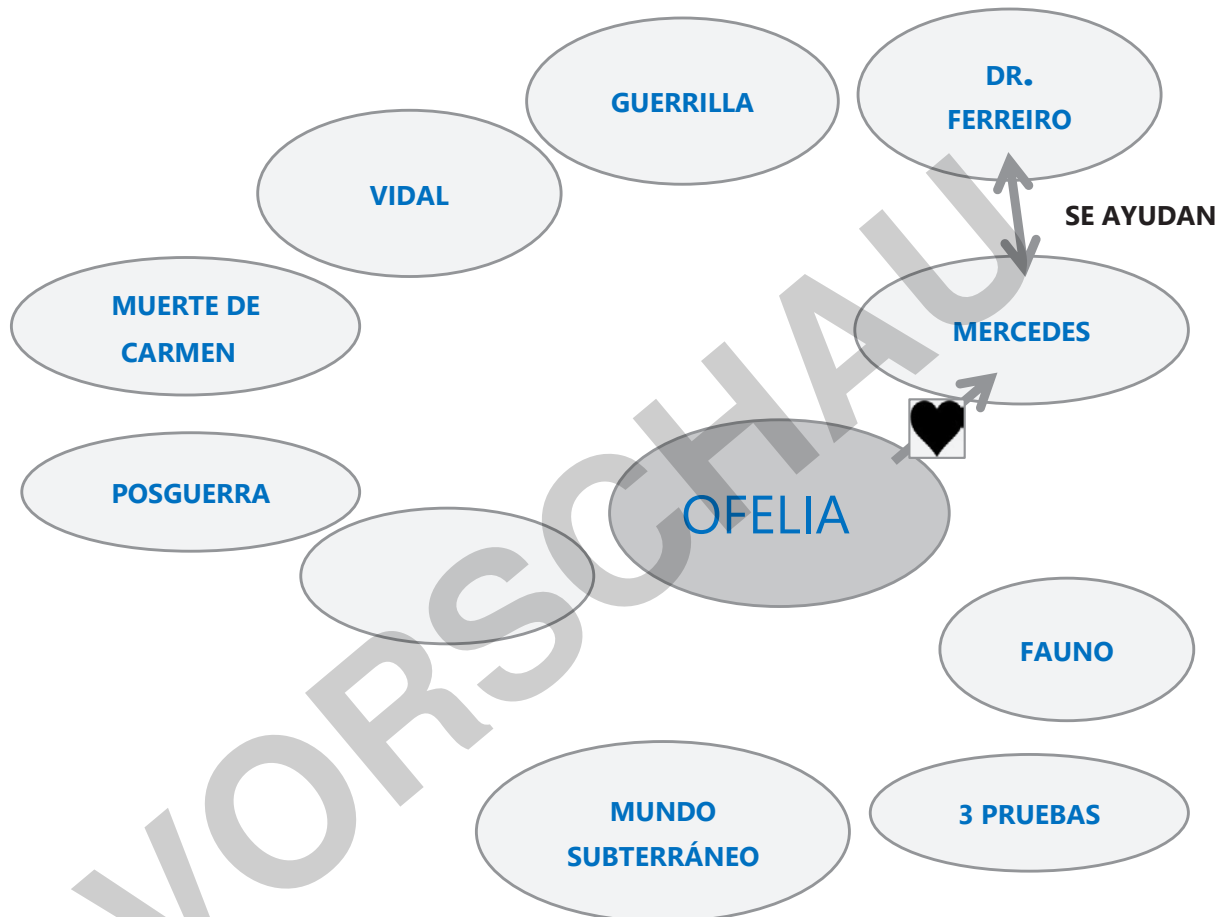 DR.
FERREIRO
GUERRILLA
VIDAL
SE AYUDAN
MUERTE DE
CARMEN
MERCEDES
POSGUERRA
OFELIA
FAUNO
MUNDO
SUBTERRÁNEO
3 PRUEBAS
VORSCHAU